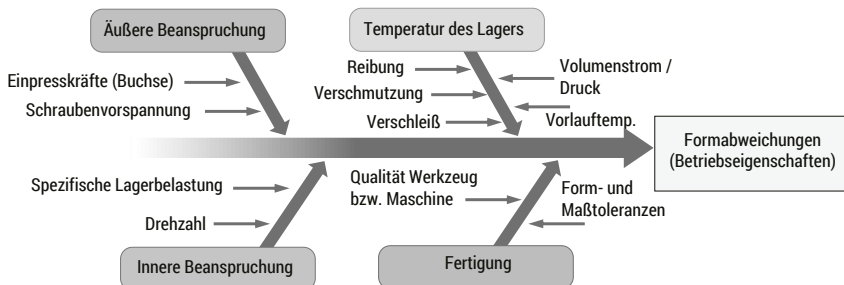 Äußere Beanspruchung
Temperatur des Lagers
Einpresskräfte (Buchse)
Schraubenvorspannung
Reibung
Verschmutzung
Verschleiß
Volumenstrom /
Druck
Vorlauftemp.
Formabweichungen
(Betriebseigenschaften)
Spezifische Lagerbelastung
Drehzahl
Qualität Werkzeug
bzw. Maschine
Form- und
Maßtoleranzen
Innere Beanspruchung
Fertigung